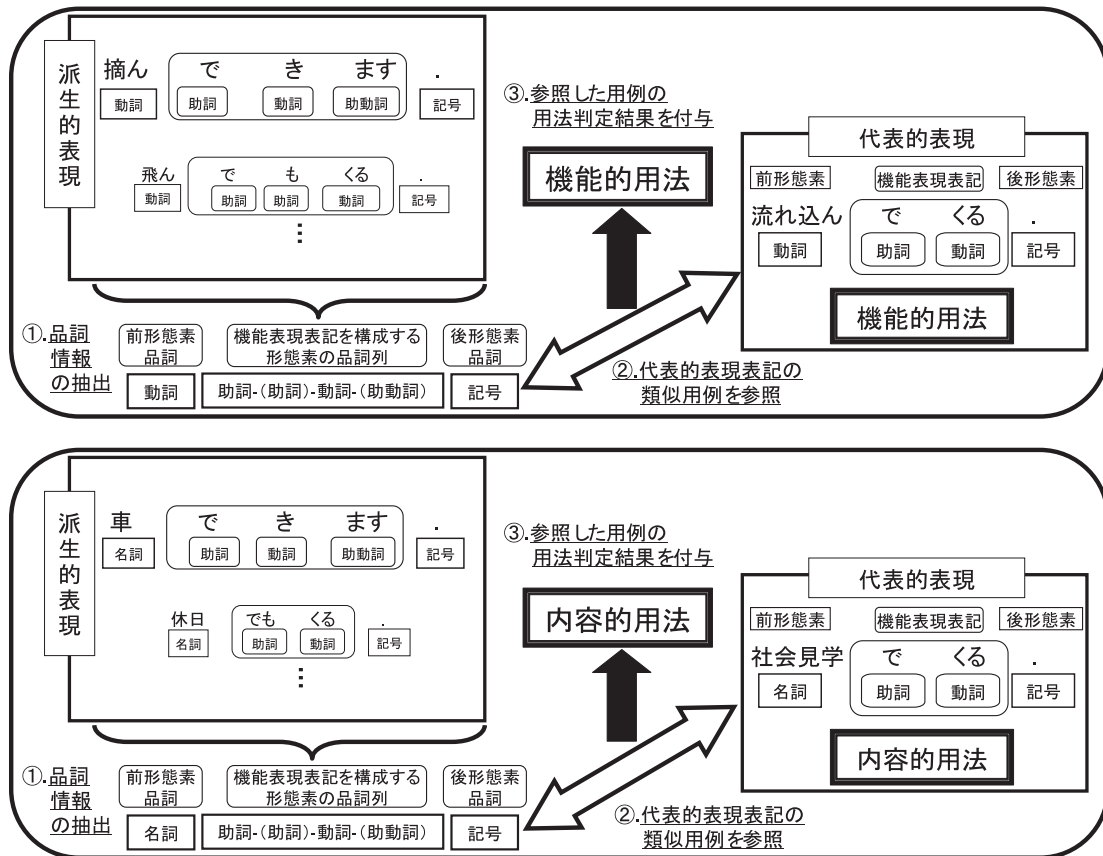 派生的表現
摘ん で き ます .
動詞 助詞 動詞 助動詞 記号
飛ん で も くる .
動詞 助詞 助詞 動詞 記号
⋮
①.品詞
情報
の抽出
前形態素
品詞
機能表現表記を構成する
形態素の品詞列
後形態素
品詞
動詞 助詞-(助詞)-動詞-(助動詞) 記号
③.参照した用例の
用法判定結果を付与
機能的用法
②.代表的表現表記の
類似用例を参照
代表的表現
前形態素 機能表現表記 後形態素
流れ込ん で くる .
動詞 助詞 動詞 記号
機能的用法
派生的表現
車 で き ます .
名詞 助詞 動詞 助動詞 記号
休日 でも くる .
名詞 助詞 動詞 記号
⋮
①.品詞
情報
の抽出
前形態素
品詞
機能表現表記を構成する
形態素の品詞列
後形態素
品詞
名詞 助詞-(助詞)-動詞-(助動詞) 記号
③.参照した用例の
用法判定結果を付与
内容的用法
②.代表的表現表記の
類似用例を参照
代表的表現
前形態素 機能表現表記 後形態素
社会見学 で くる .
名詞 助詞 動詞 記号
内容的用法